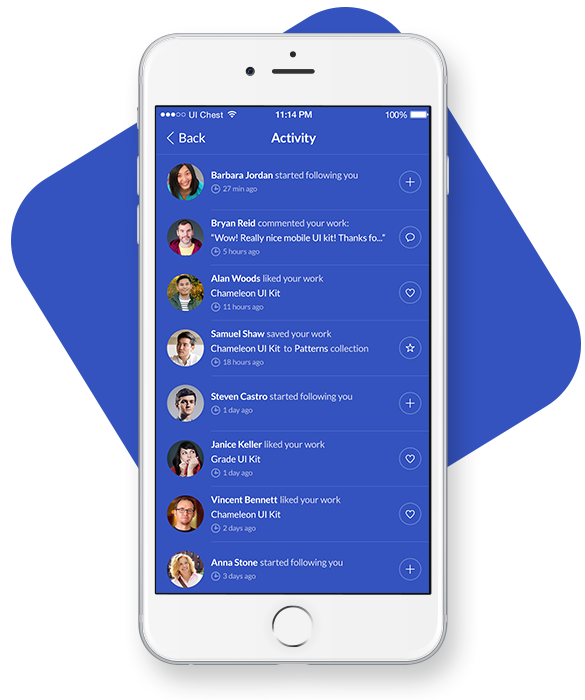 UI Chest 11:14 PM 100%
Back Activity
Barbara Jordan started following you
27 min ago
Bryan Reid commented your work:
"Wow! Really nice mobile UI kit! Thanks fo..."
5 hours ago
Alan Woods liked your work
Chameleon UI Kit
11 hours ago
Samuel Shaw saved your work
Chameleon UI Kit to Patterns collection
18 hours ago
Steven Castro started following you
1 day ago
Janice Keller liked your work
Grade UI Kit
1 day ago
Vincent Bennett liked your work
Chameleon UI Kit
2 days ago
Anna Stone started following you
3 days ago